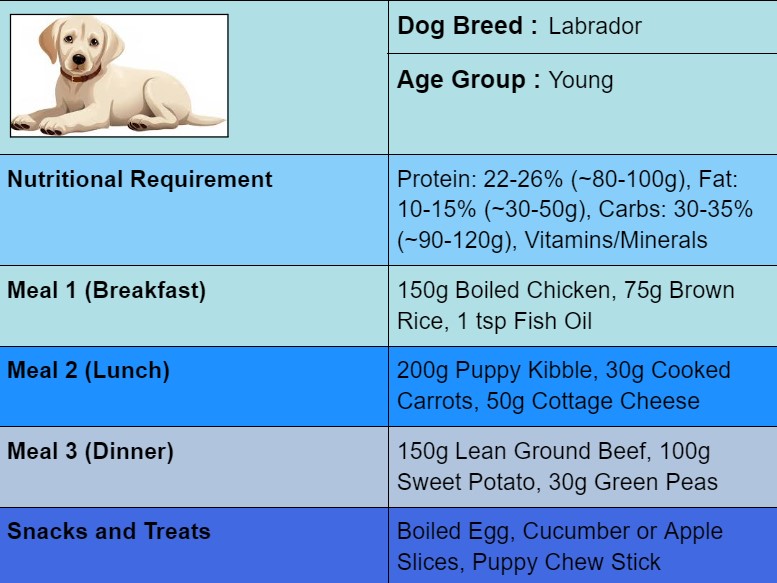 Dog Breed : Labrador
Age Group : Young
Nutritional Requirement
Protein: 22-26% (~80-100g), Fat:
10-15% (~30-50g), Carbs: 30-35%
(~90-120g), Vitamins/Minerals
Meal 1 (Breakfast)
150g Boiled Chicken, 75g Brown
Rice, 1 tsp Fish Oil
Meal 2 (Lunch)
200g Puppy Kibble, 30g Cooked
Carrots, 50g Cottage Cheese
Meal 3 (Dinner)
150g Lean Ground Beef, 100g
Sweet Potato, 30g Green Peas
Snacks and Treats
Boiled Egg, Cucumber or Apple
Slices, Puppy Chew Stick